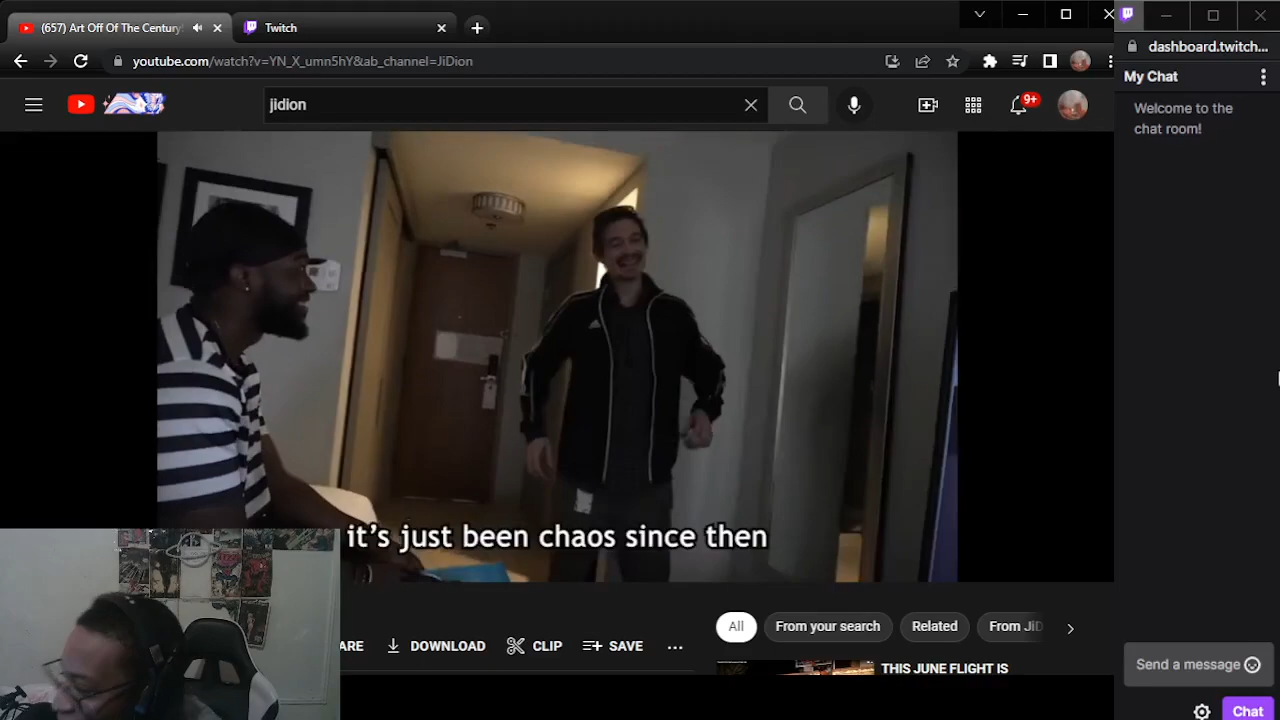 (657) Art Off Of The Century
Twitch
youtube.com/watch?v=YN_X_umn5hY&ab_channel=JiDion
dashboard.twitch...
jidion
9+
My Chat
Welcome to the
chat room!
it's just been chaos since then
ARE
DOWNLOAD
CLIP
SAVE
All
From your search
Related
From JiD
THIS JUNE FLIGHT IS
Send a message
Chat